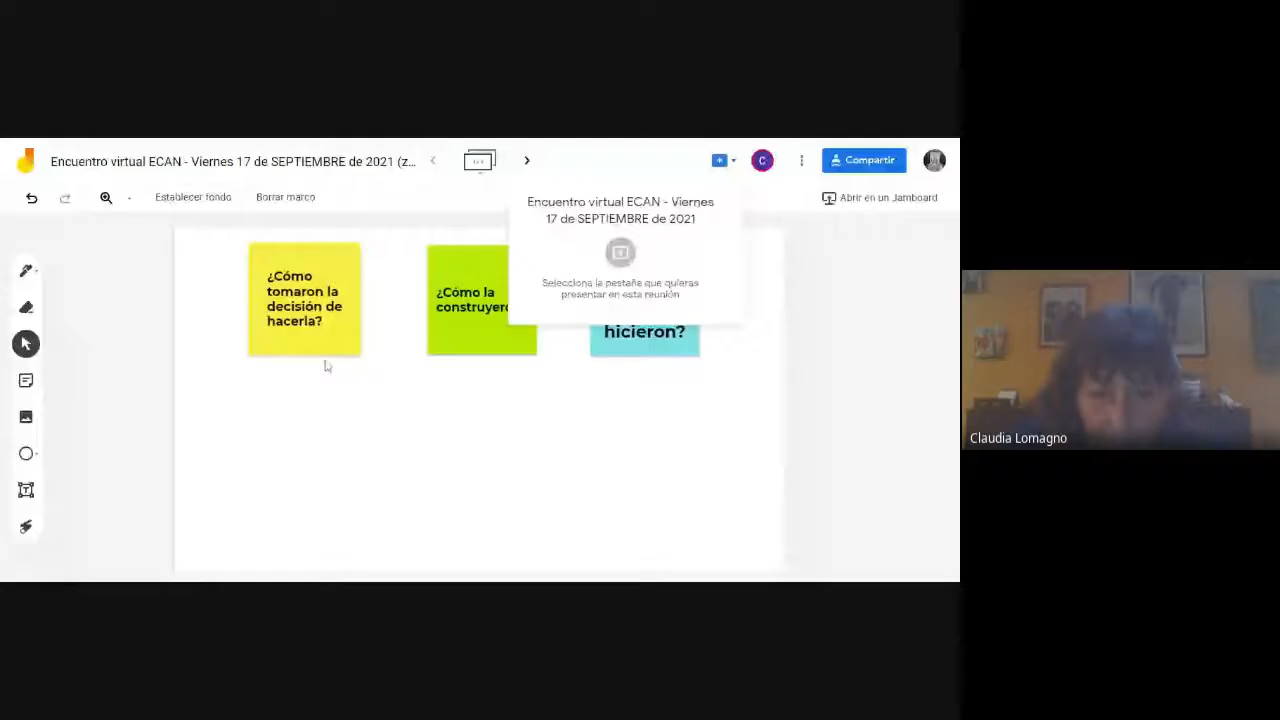 Encuentro virtual ECAN - Viernes 17 de SEPTIEMBRE de 2021 (z...
C
Compartir
Establecer fondo
Borrar marco
Abrir en un Jamboard
Encuentro virtual ECAN - Viernes
17 de SEPTIEMBRE de 2021
Selecciona la pestaña que quieras
presentar en esta reunión
¿Cómo
tomaron la
decisión de
hacerla?
¿Cómo la
construyero
hicieron?
Claudia Lomagno